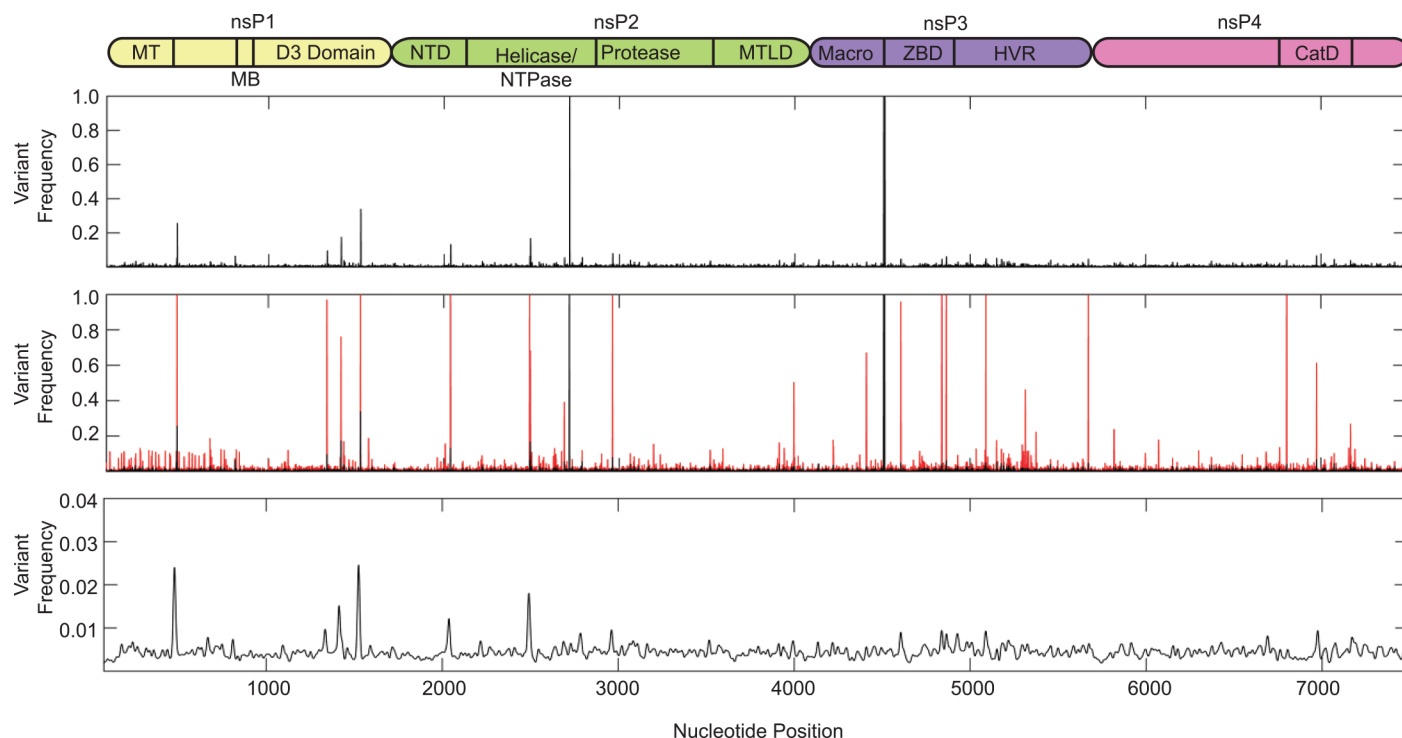 nsP1 nsP2 nsP3 nsP4
MT D3 Domain NTD Helicase/ Protease MTLD Macro ZBD HVR CatD
MB NTPase
1.0
0.8
0.6
0.4
0.2
Variant
Frequency
1.0
0.8
0.6
0.4
0.2
Variant
Frequency
0.04
0.03
0.02
0.01
Variant
Frequency
1000 2000 3000 4000 5000 6000 7000
Nucleotide Position